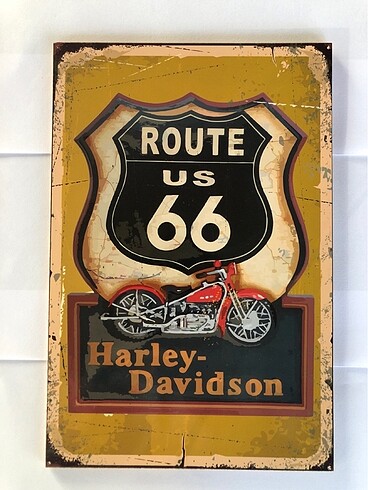 ROUTE
US
66
Harley-
Davidson